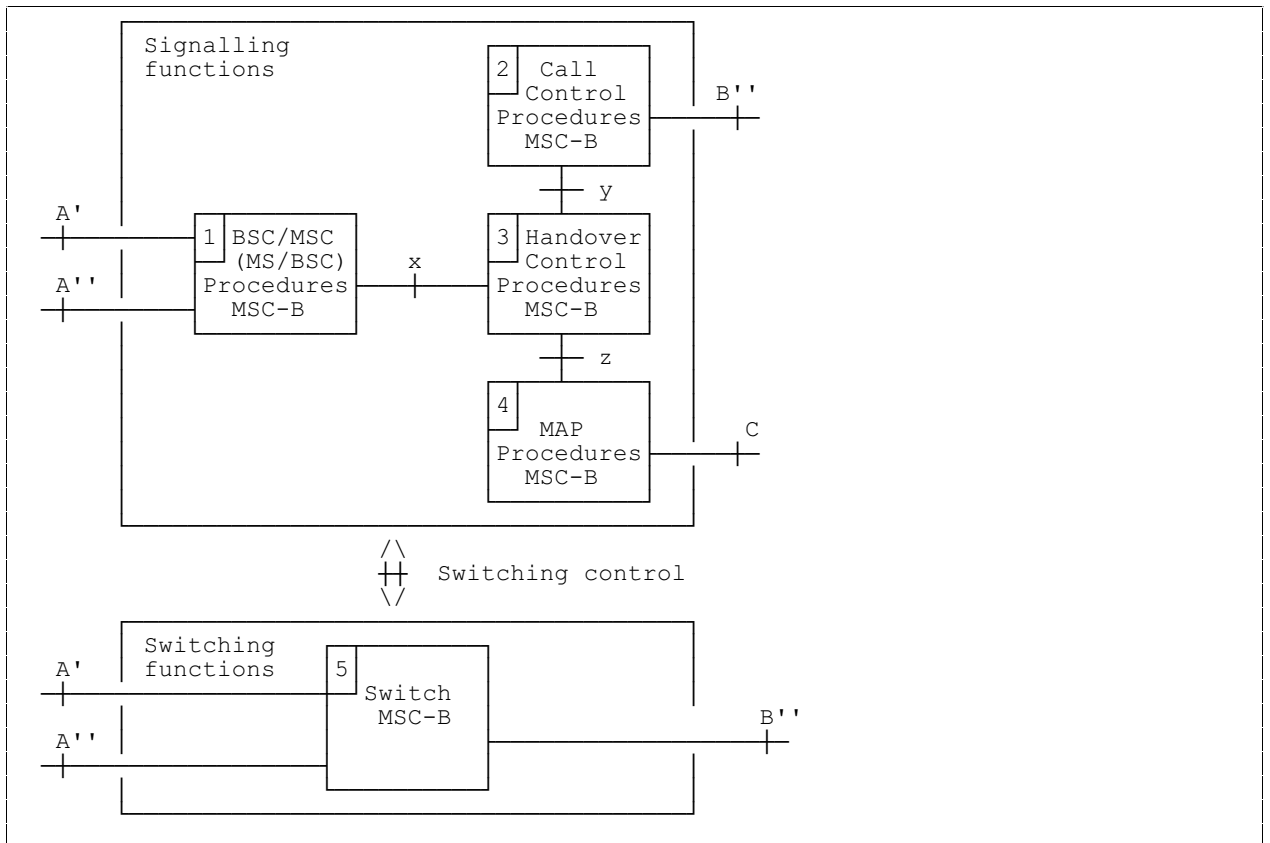 Signalling
functions
2 Call
Control
Procedures
MSC-B
B''
y
A'
A''
1 BSC/MSC
(MS/BSC)
Procedures
MSC-B
x
3 Handover
Control
Procedures
MSC-B
z
4
MAP
Procedures
MSC-B
C
/\
Switching control
\/
Switching
functions
A'
A''
5
Switch
MSC-B
B''